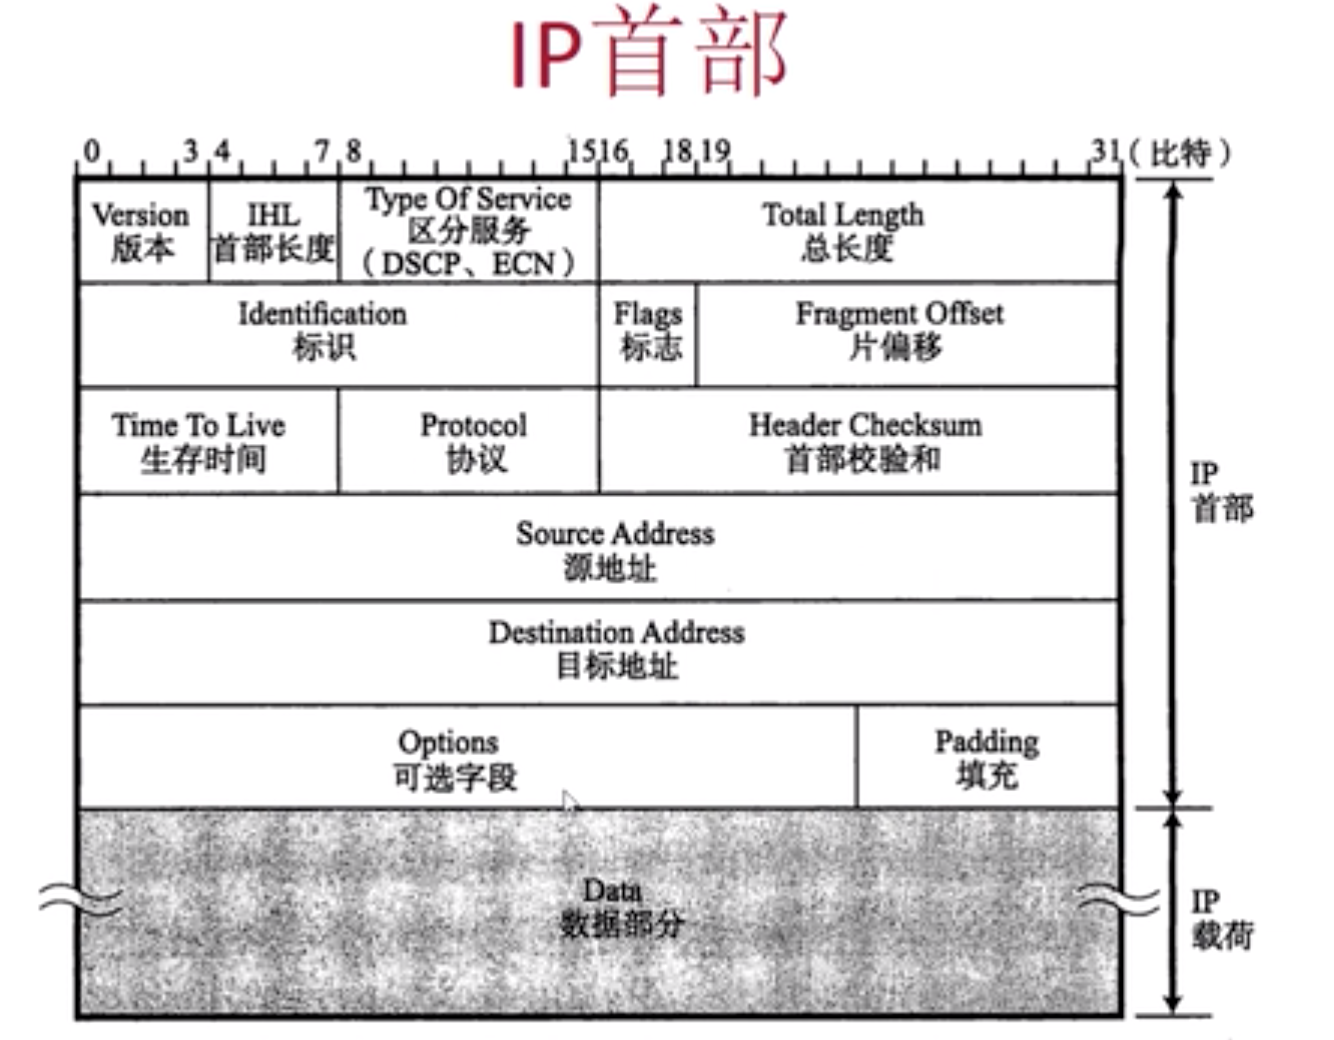 IP首部
0 3 4 7 8 15 16 18 19 31 (比特)
Version
版本
IHL
首部长度
Type Of Service
区分服务
(DSCP、ECN)
Total Length
总长度
Identification
标识
Flags
标志
Fragment Offset
片偏移
Time To Live
生存时间
Protocol
协议
Header Checksum
首部校验和
Source Address
源地址
Destination Address
目标地址
Options
可选字段
Padding
填充
IP
首部
Data
数据部分
IP
载荷